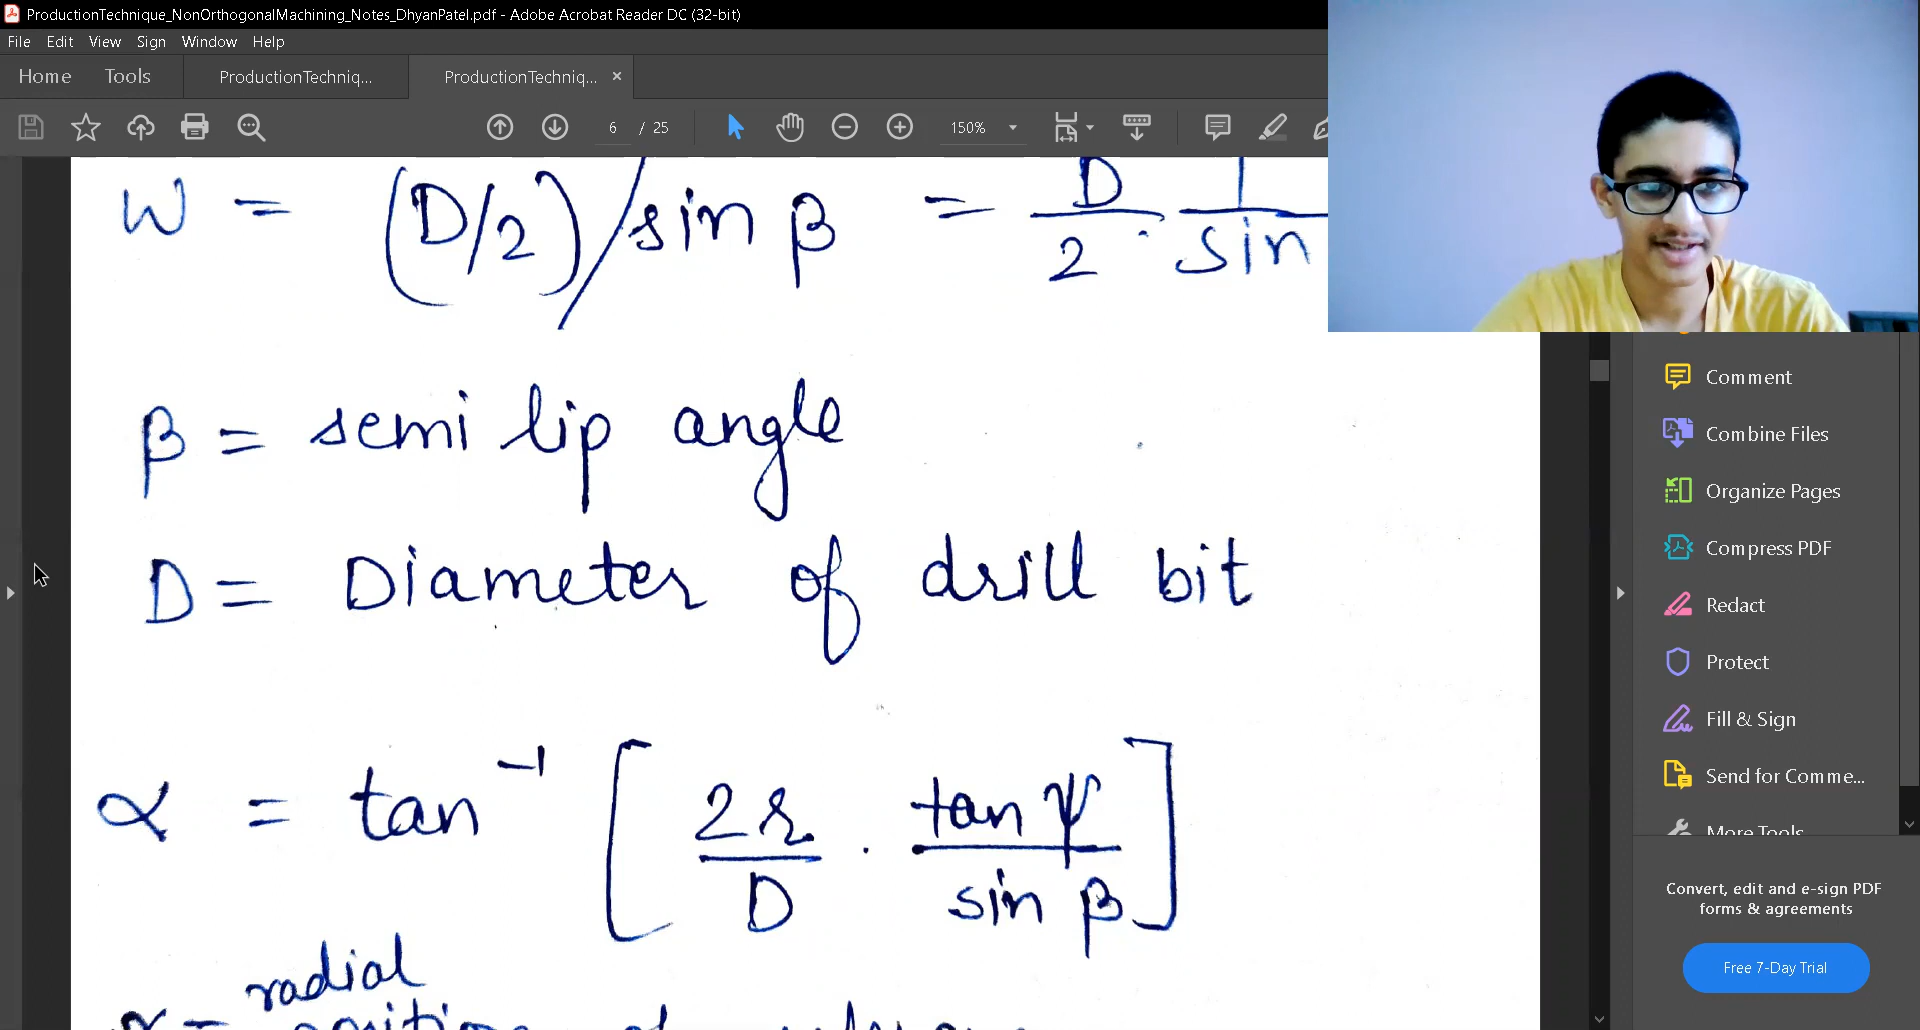 ProductionTechnique_NonOrthogonalMachining_Notes_DhyanPatel.pdf - Adobe Acrobat Reader DC (32-bit)
File Edit View Sign Window Help
Home Tools ProductionTechniq... ProductionTechniq... ×
6 / 25 150%
W = (D/2)/sin β = D/2 · 1/sin
β = semi lip angle
D = Diameter of drill bit
α = tan⁻¹ [ 2r/D · tan ψ/sin β ]
radial
Comment
Combine Files
Organize Pages
Compress PDF
Redact
Protect
Fill & Sign
Send for Comme...
More Tools
Convert, edit and e-sign PDF
forms & agreements
Free 7-Day Trial